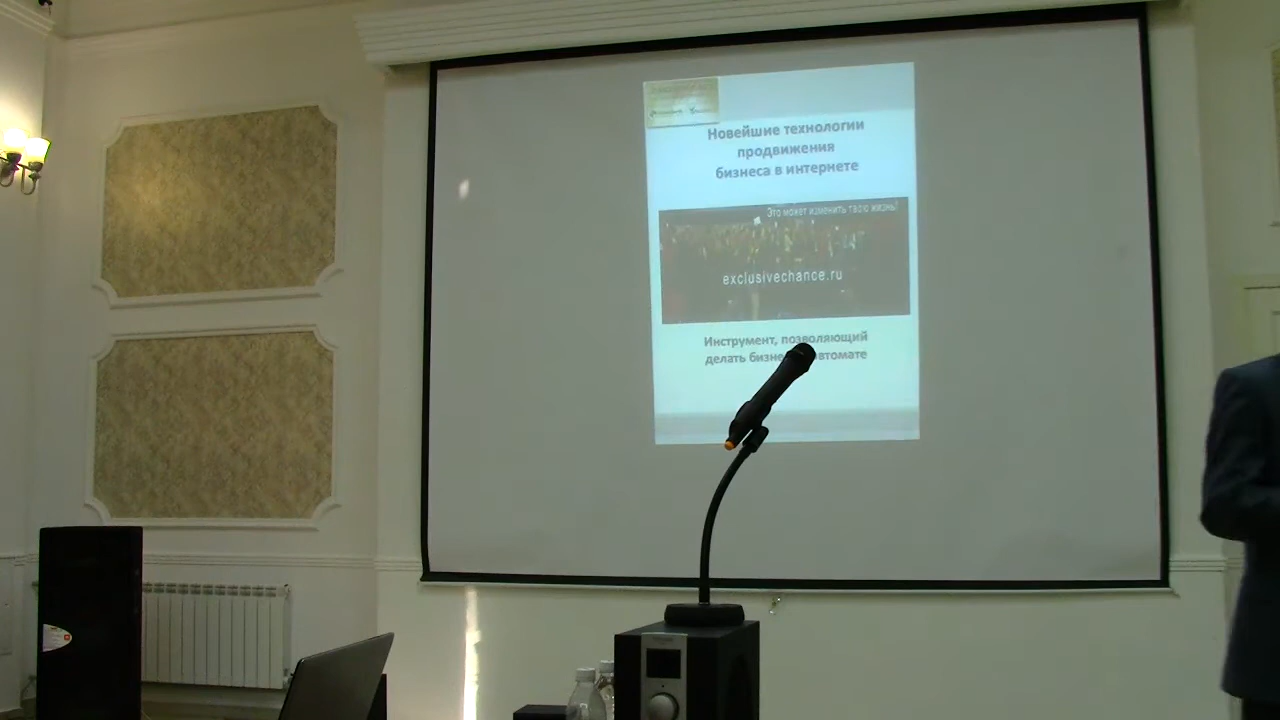 Новейшие технологии
продвижения
бизнеса в интернете
Это может изменить твою жизнь!
exclusivechance.ru
Инструмент, позволяющий
делать автомате